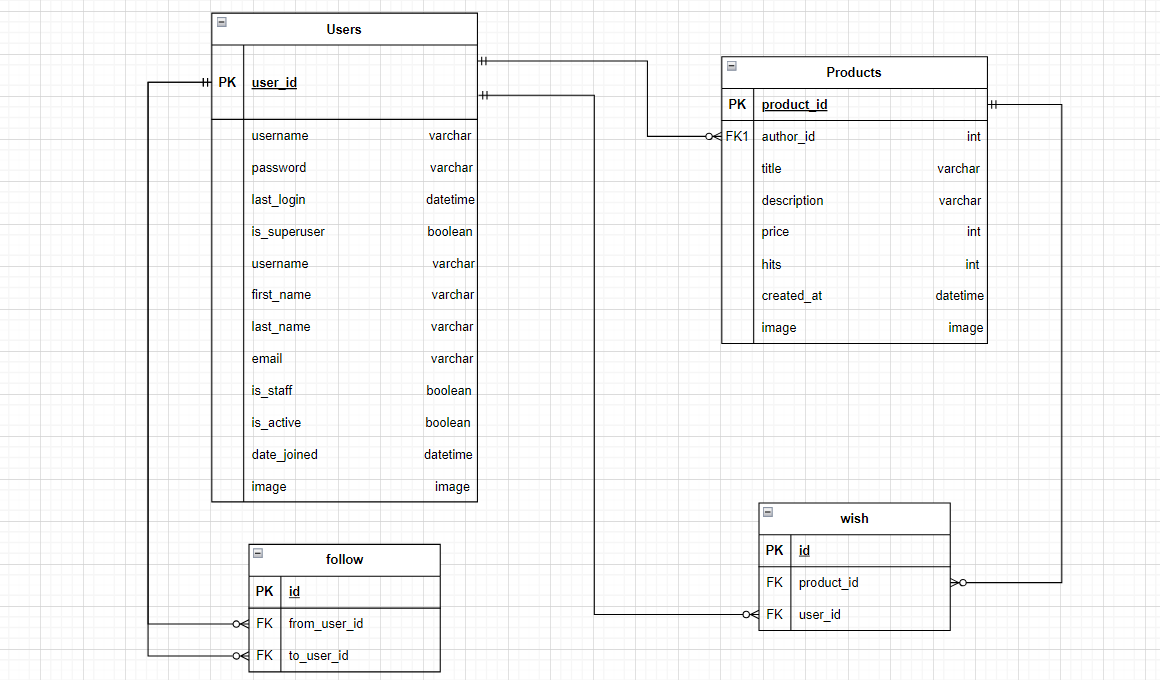 Users
PK user_id
username varchar
password varchar
last_login datetime
is_superuser boolean
username varchar
first_name varchar
last_name varchar
email varchar
is_staff boolean
is_active boolean
date_joined datetime
image image
Products
PK product_id
FK1 author_id int
title varchar
description varchar
price int
hits int
created_at datetime
image image
follow
PK id
FK from_user_id
FK to_user_id
wish
PK id
FK product_id
FK user_id